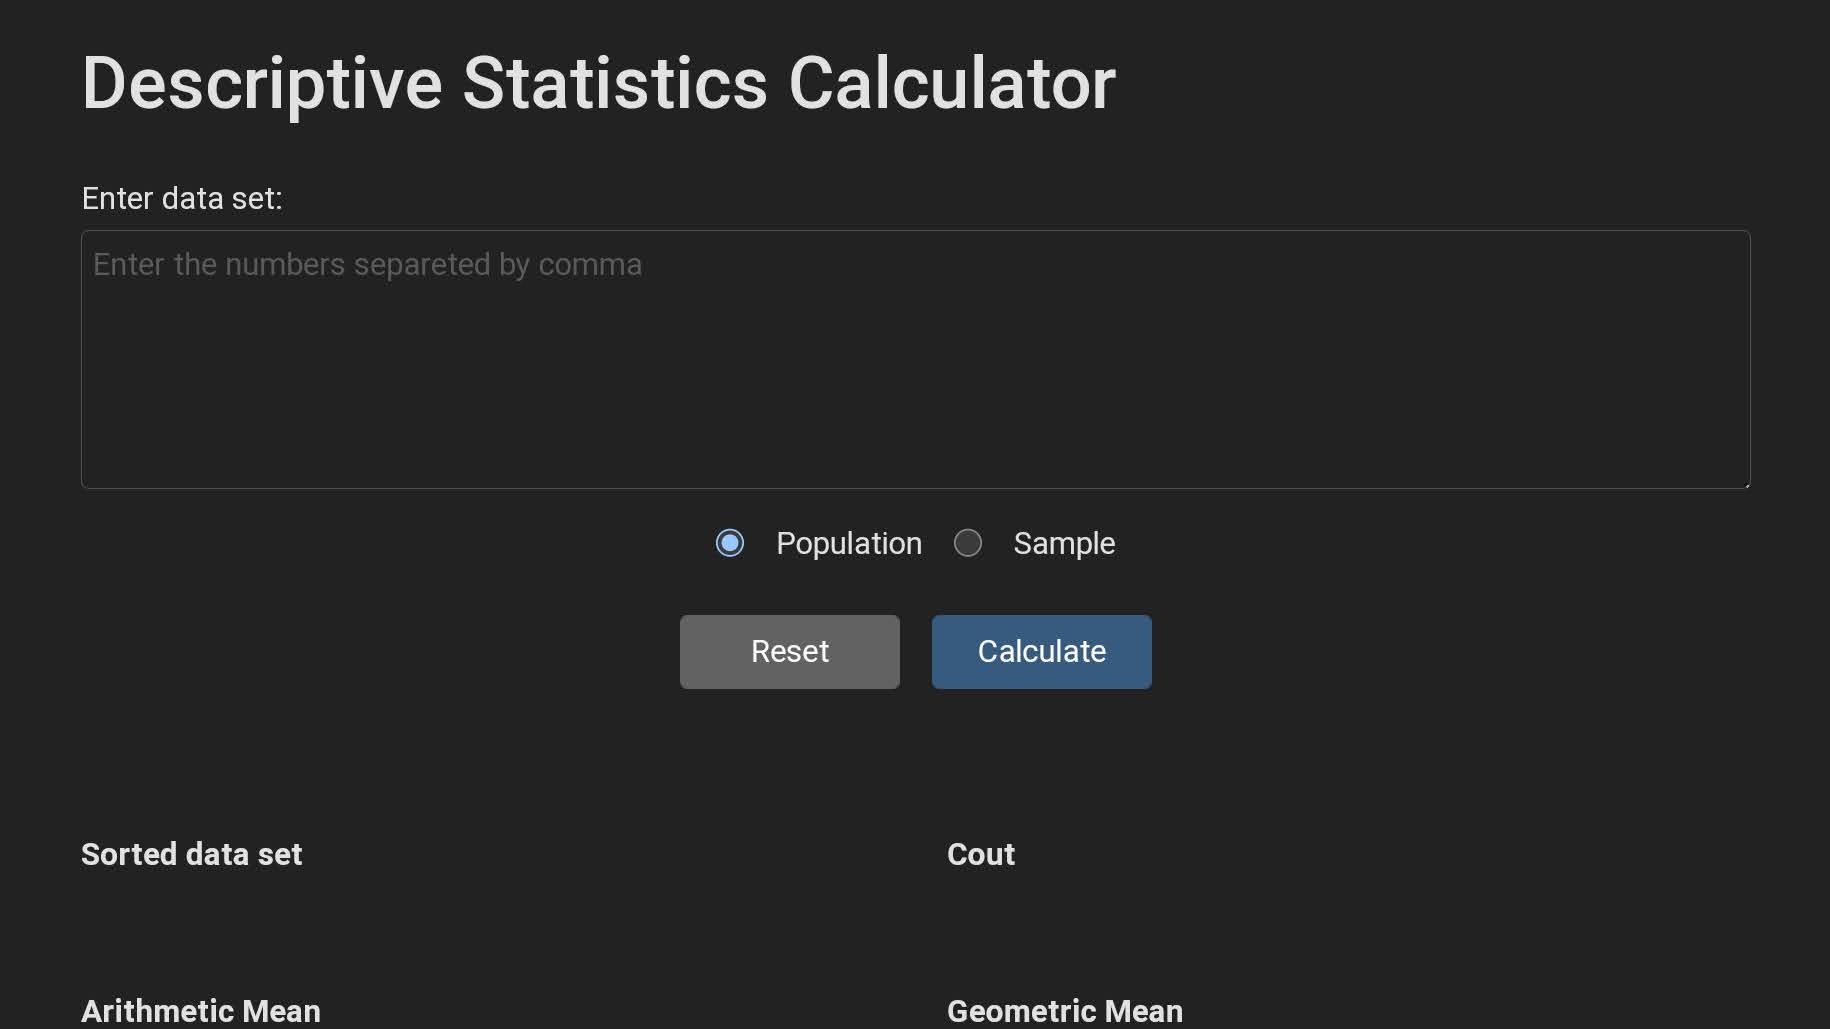 Descriptive Statistics Calculator
Enter data set:
Enter the numbers separeted by comma
Population Sample
Reset Calculate
Sorted data set Cout
Arithmetic Mean Geometric Mean